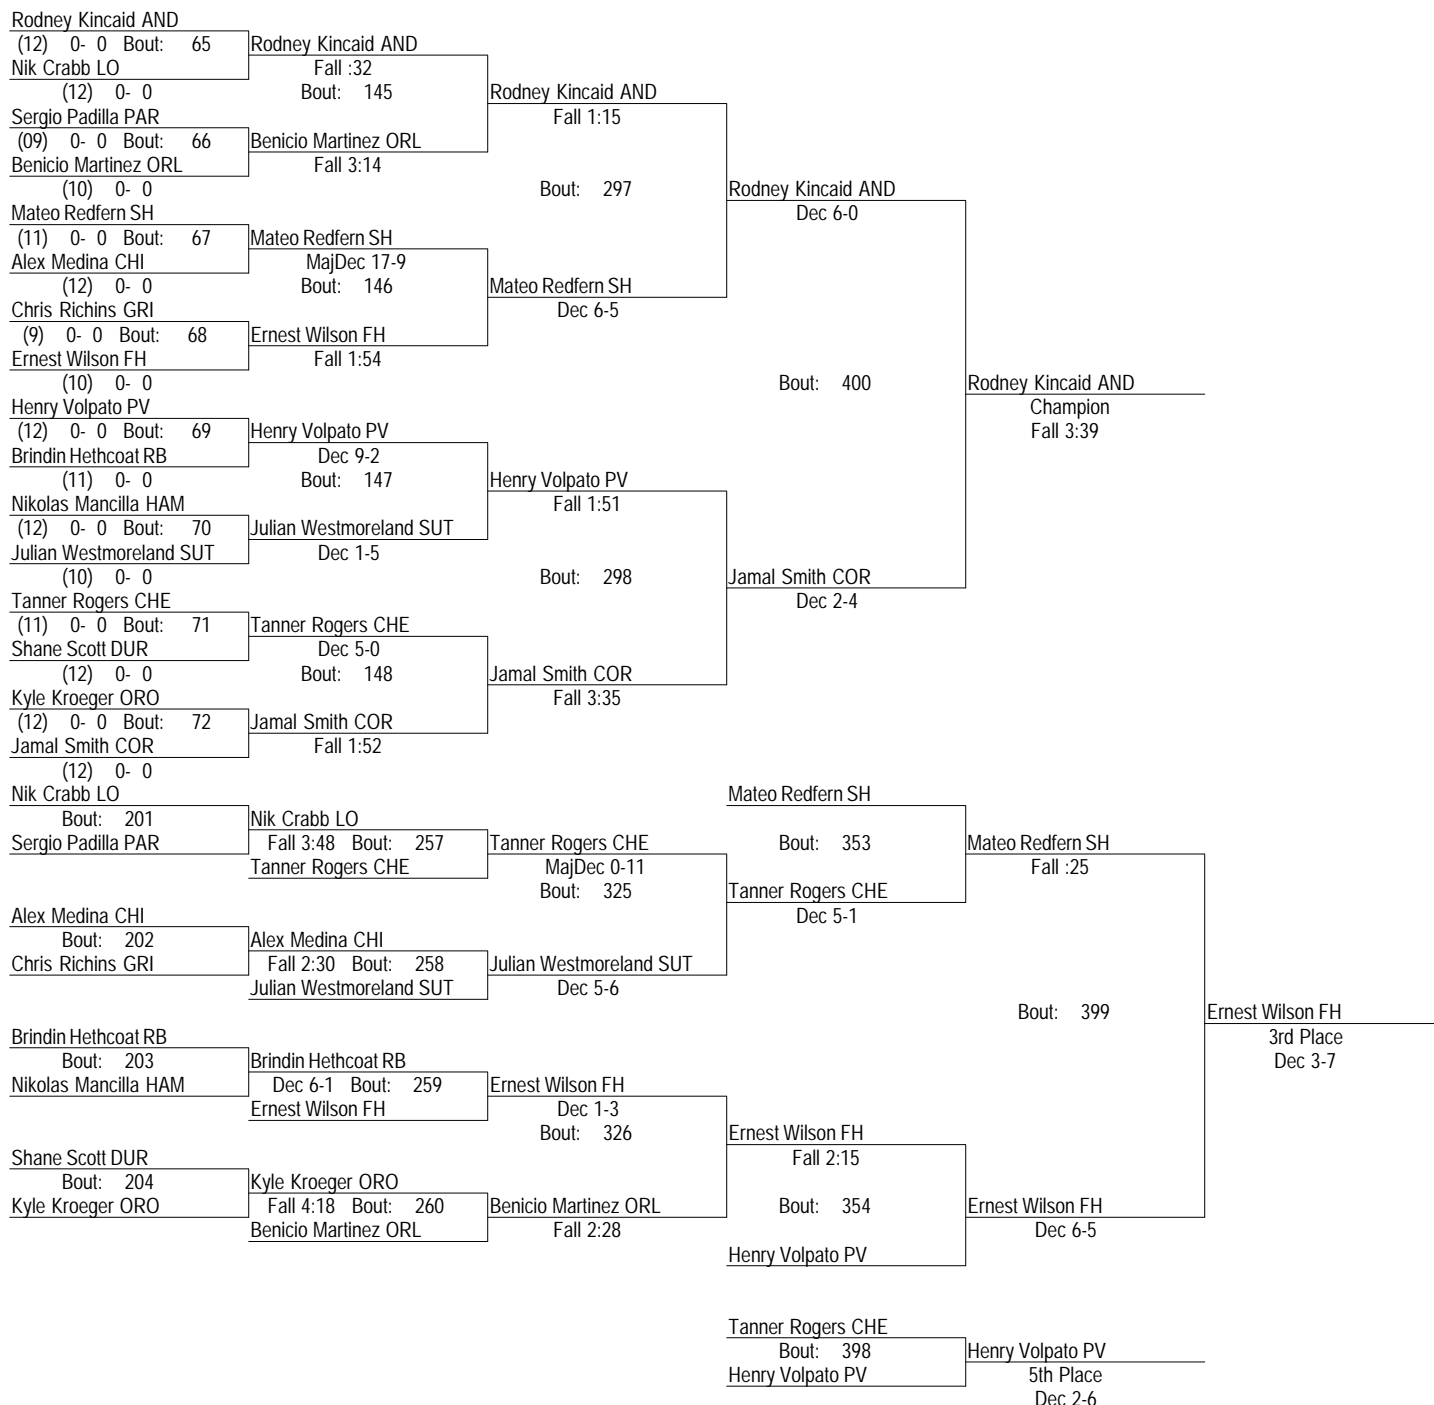 Rodney Kincaid AND
(12) 0- 0 Bout: 65 Rodney Kincaid AND
Nik Crabb LO Fall :32
(12) 0- 0 Bout: 145 Rodney Kincaid AND
Sergio Padilla PAR Fall 1:15
(09) 0- 0 Bout: 66 Benicio Martinez ORL
Benicio Martinez ORL Fall 3:14
(10) 0- 0 Bout: 297 Rodney Kincaid AND
Mateo Redfern SH Dec 6-0
(11) 0- 0 Bout: 67 Mateo Redfern SH
Alex Medina CHI MajDec 17-9
(12) 0- 0 Bout: 146 Mateo Redfern SH
Chris Richins GRI Dec 6-5
(9) 0- 0 Bout: 68 Ernest Wilson FH
Ernest Wilson FH Fall 1:54
(10) 0- 0 Bout: 400 Rodney Kincaid AND
Henry Volpato PV Champion
(12) 0- 0 Bout: 69 Henry Volpato PV Fall 3:39
Brindin Hethcoat RB Dec 9-2
(11) 0- 0 Bout: 147 Henry Volpato PV
Nikolas Mancilla HAM Fall 1:51
(12) 0- 0 Bout: 70 Julian Westmoreland SUT
Julian Westmoreland SUT Dec 1-5
(10) 0- 0 Bout: 298 Jamal Smith COR
Tanner Rogers CHE Dec 2-4
(11) 0- 0 Bout: 71 Tanner Rogers CHE
Shane Scott DUR Dec 5-0
(12) 0- 0 Bout: 148 Jamal Smith COR
Kyle Kroeger ORO Fall 3:35
(12) 0- 0 Bout: 72 Jamal Smith COR
Jamal Smith COR Fall 1:52
(12) 0- 0
Nik Crabb LO Mateo Redfern SH
Bout: 201 Nik Crabb LO
Sergio Padilla PAR Fall 3:48 Bout: 257 Tanner Rogers CHE Bout: 353 Mateo Redfern SH
Tanner Rogers CHE MajDec 0-11 Fall :25
Bout: 325 Tanner Rogers CHE
Alex Medina CHI Dec 5-1
Bout: 202 Alex Medina CHI
Chris Richins GRI Fall 2:30 Bout: 258 Julian Westmoreland SUT
Julian Westmoreland SUT Dec 5-6
Bout: 399 Ernest Wilson FH
Brindin Hethcoat RB 3rd Place
Bout: 203 Brindin Hethcoat RB Dec 3-7
Nikolas Mancilla HAM Dec 6-1 Bout: 259 Ernest Wilson FH
Ernest Wilson FH Dec 1-3
Bout: 326 Ernest Wilson FH
Shane Scott DUR Fall 2:15
Bout: 204 Kyle Kroeger ORO
Kyle Kroeger ORO Fall 4:18 Bout: 260 Benicio Martinez ORL Bout: 354 Ernest Wilson FH
Benicio Martinez ORL Fall 2:28 Dec 6-5
Henry Volpato PV
Tanner Rogers CHE
Bout: 398 Henry Volpato PV
Henry Volpato PV 5th Place
Dec 2-6